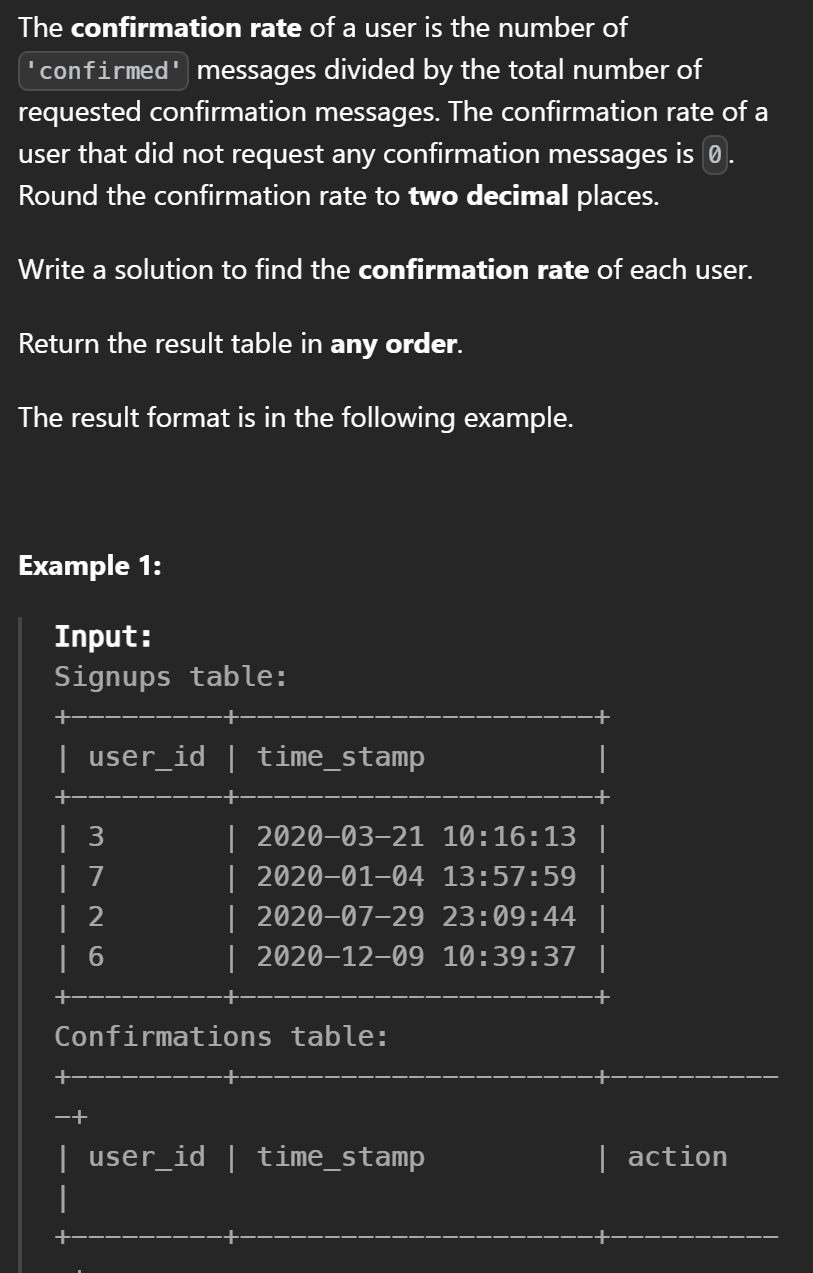 The confirmation rate of a user is the number of
'confirmed' messages divided by the total number of
requested confirmation messages. The confirmation rate of a
user that did not request any confirmation messages is 0.
Round the confirmation rate to two decimal places.
Write a solution to find the confirmation rate of each user.
Return the result table in any order.
The result format is in the following example.
Example 1:
Input:
Signups table:
+---------+---------------------+
| user_id | time_stamp          |
+---------+---------------------+
| 3       | 2020-03-21 10:16:13 |
| 7       | 2020-01-04 13:57:59 |
| 2       | 2020-07-29 23:09:44 |
| 6       | 2020-12-09 10:39:37 |
+---------+---------------------+
Confirmations table:
+---------+---------------------+----------
-+
| user_id | time_stamp          | action
|
+---------+---------------------+----------